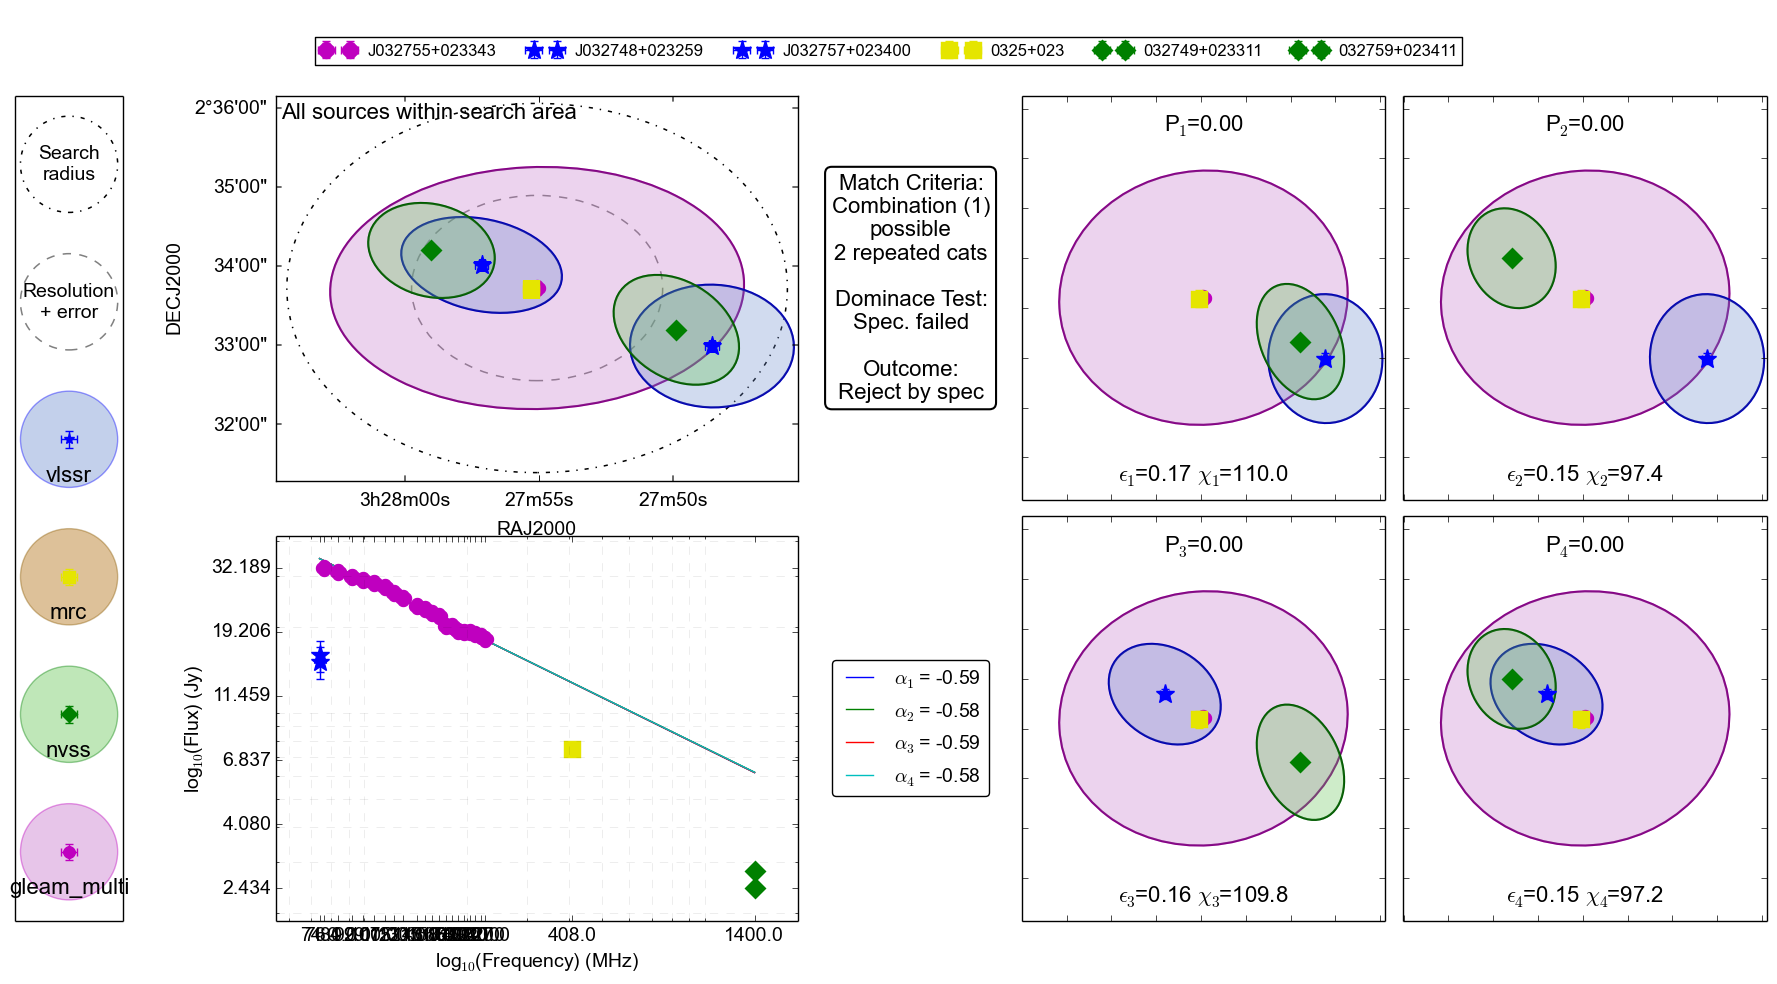 J032755+023343 J032748+023259 J032757+023400 0325+023 032749+023311 032759+023411
Search
radius
Resolution
+ error
vlssr
mrc
nvss
gleam_multi
All sources within search area
2°36'00"
35'00"
34'00"
33'00"
32'00"
DECJ2000
3h28m00s 27m55s 27m50s
RAJ2000
Match Criteria:
Combination (1)
possible
2 repeated cats
Dominace Test:
Spec. failed
Outcome:
Reject by spec
P1=0.00
ϵ1=0.17 χ1=110.0
P2=0.00
ϵ2=0.15 χ2=97.4
32.189
19.206
11.459
6.837
4.080
2.434
log10(Flux) (Jy)
408.0 1400.0
log10(Frequency) (MHz)
α1 = -0.59
α2 = -0.58
α3 = -0.59
α4 = -0.58
P3=0.00
ϵ3=0.16 χ3=109.8
P4=0.00
ϵ4=0.15 χ4=97.2